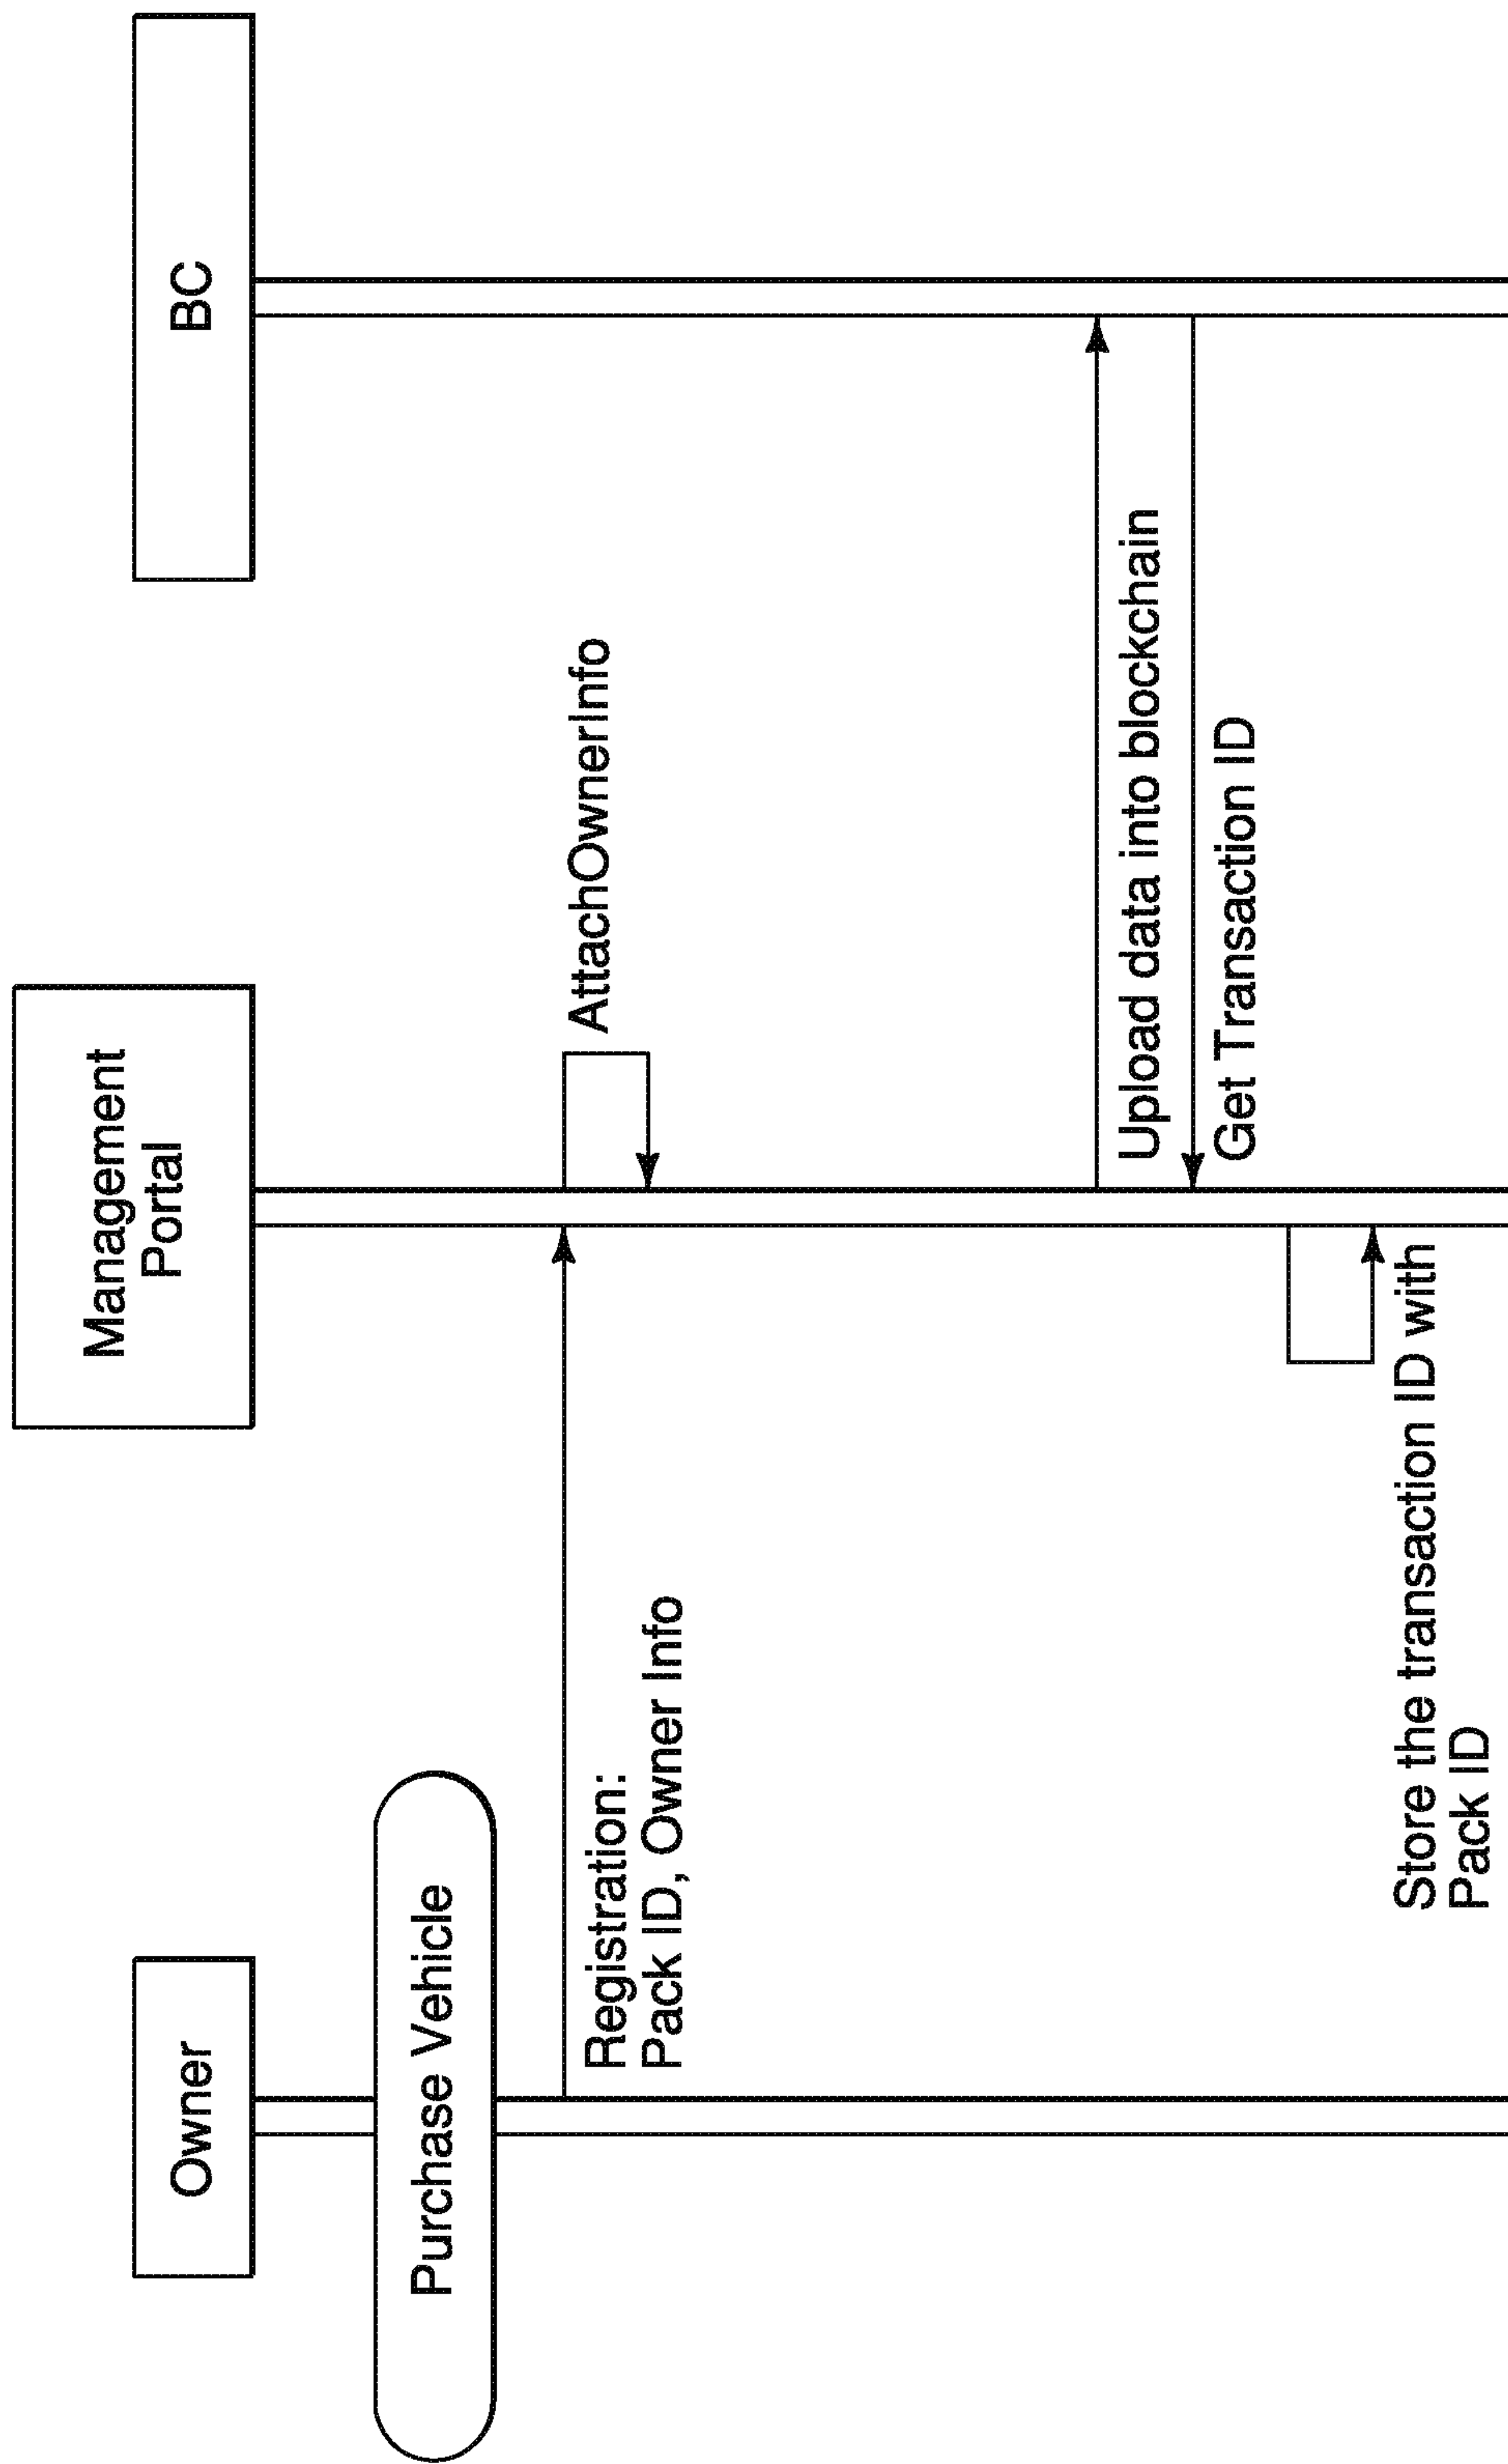 Owner
Management
Portal
BC
Purchase Vehicle
Registration:
Pack ID, Owner Info
AttachOwnerInfo
Upload data into blockchain
Get Transaction ID
Store the transaction ID with
Pack ID